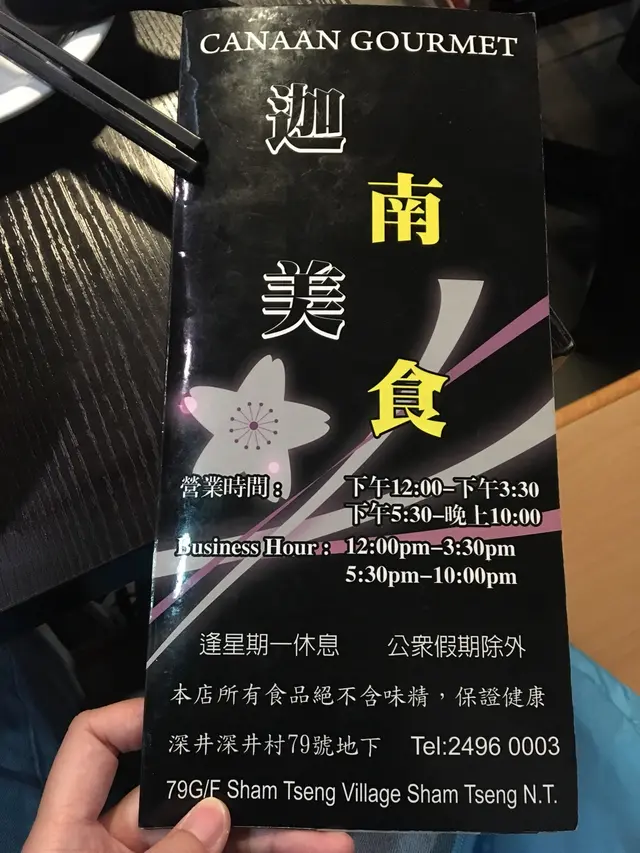 CANAAN GOURMET
迦
南
美
食
營業時間: 下午12:00-下午3:30
下午5:30-晚上10:00
Business Hour: 12:00pm-3:30pm
5:30pm-10:00pm
逢星期一休息 公衆假期除外
本店所有食品絕不含味精，保證健康
深井深井村79號地下 Tel:2496 0003
79G/F Sham Tseng Village Sham Tseng N.T.